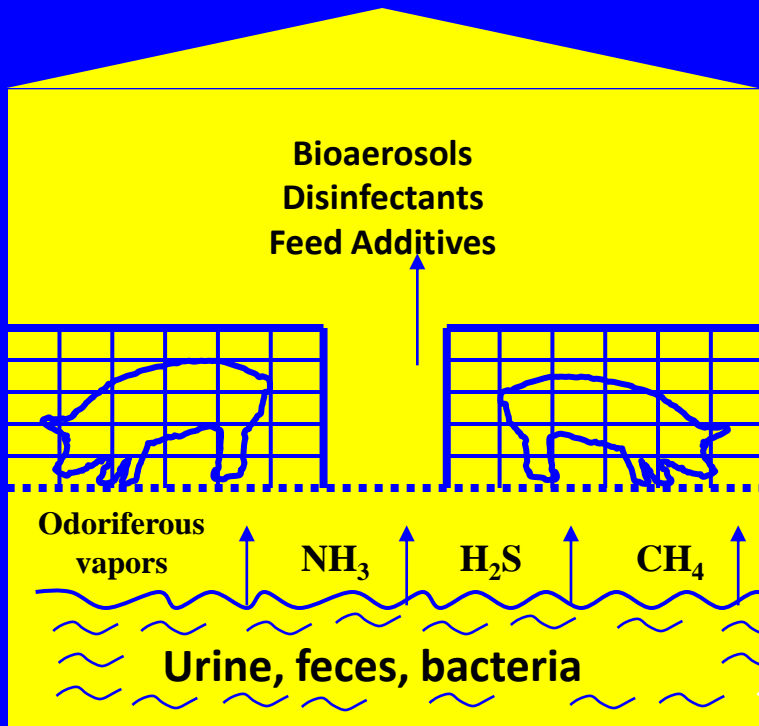 Bioaerosols
Disinfectants
Feed Additives
Odoriferous
vapors
NH₃
H₂S
CH₄
Urine, feces, bacteria